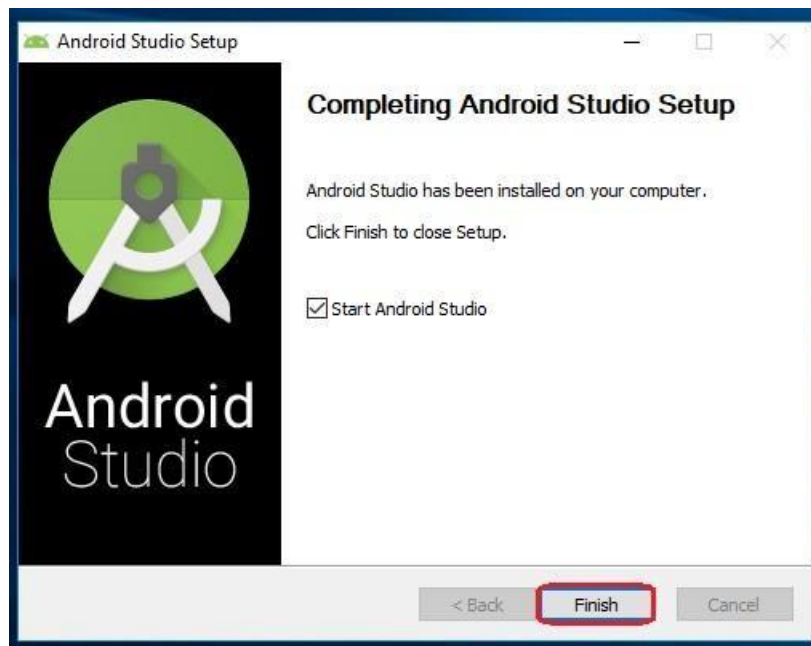 Android Studio Setup
Completing Android Studio Setup
Android Studio has been installed on your computer.
Click Finish to close Setup.
Start Android Studio
Android
Studio
< Back
Finish
Cancel